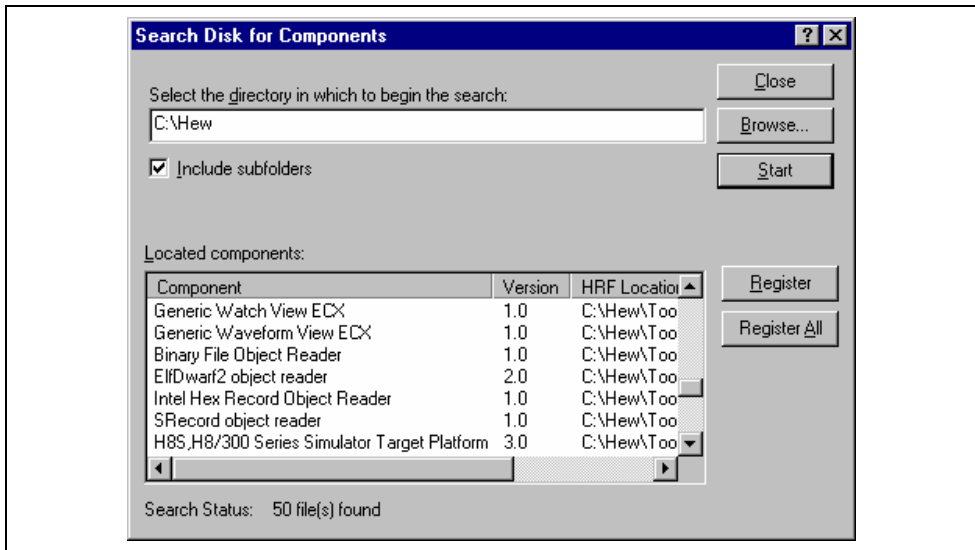 Search Disk for Components
Close
Select the directory in which to begin the search:
C:\Hew
Browse...
Include subfolders
Start
Located components:
Component Version HRF Location
Register
Generic Watch View ECX 1.0 C:\Hew\Too
Generic Waveform View ECX 1.0 C:\Hew\Too
Register All
Binary File Object Reader 1.0 C:\Hew\Too
ElfDwarf2 object reader 2.0 C:\Hew\Too
Intel Hex Record Object Reader 1.0 C:\Hew\Too
SRecord object reader 1.0 C:\Hew\Too
H8S,H8/300 Series Simulator Target Platform 3.0 C:\Hew\Too
Search Status: 50 file(s) found